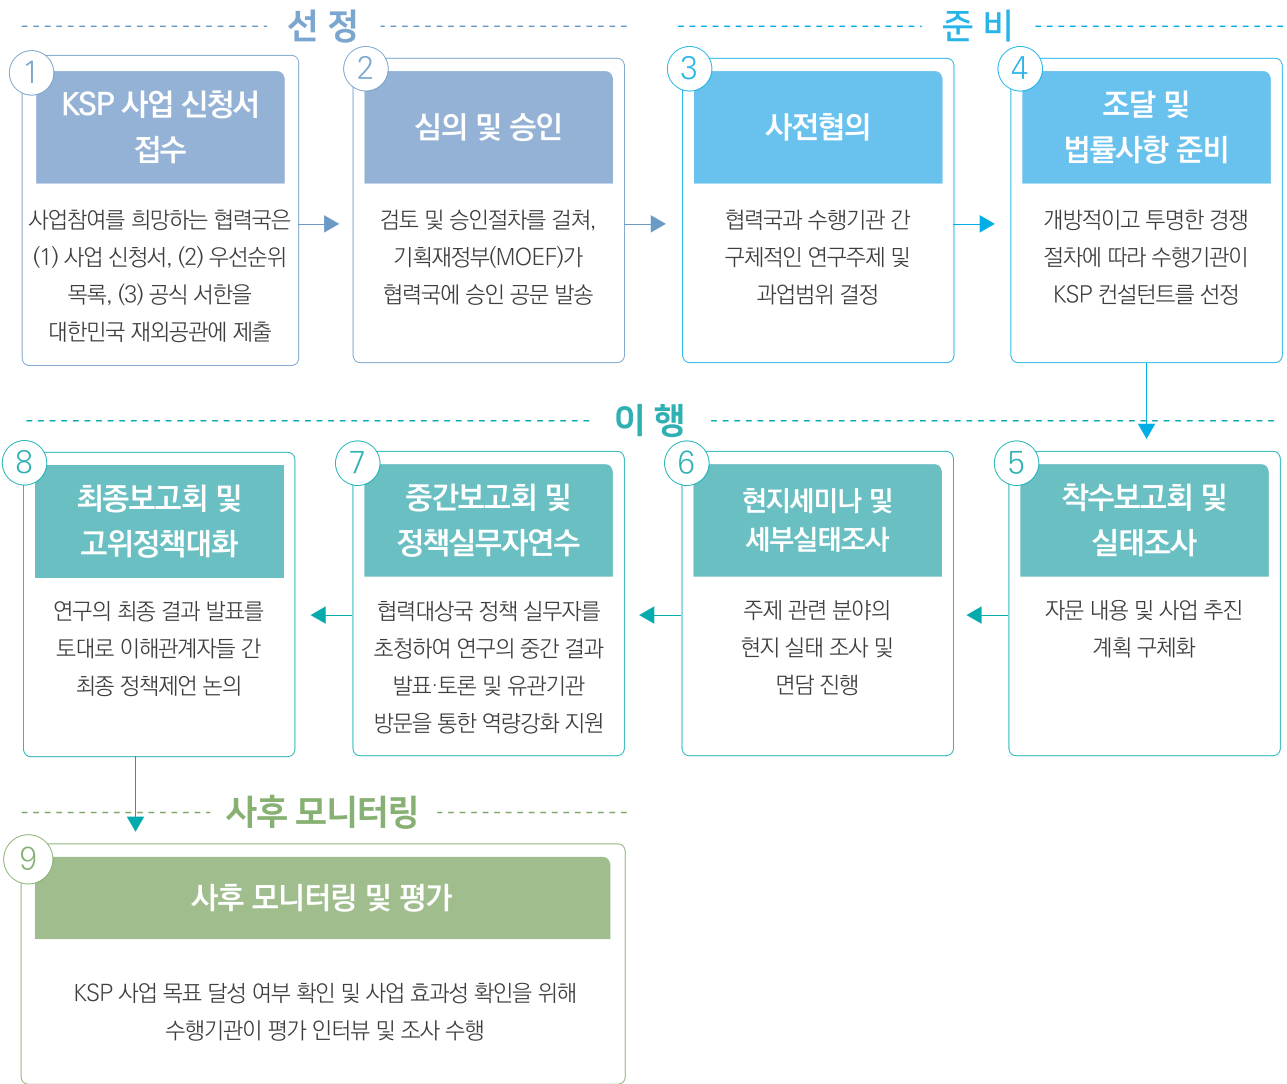 선 정
1
KSP 사업 신청서
접수
사업참여를 희망하는 협력국은
(1) 사업 신청서, (2) 우선순위
목록, (3) 공식 서한을
대한민국 재외공관에 제출
2
심의 및 승인
검토 및 승인절차를 걸쳐,
기획재정부(MOEF)가
협력국에 승인 공문 발송
준 비
3
사전협의
협력국과 수행기관 간
구체적인 연구주제 및
과업범위 결정
4
조달 및
법률사항 준비
개방적이고 투명한 경쟁
절차에 따라 수행기관이
KSP 컨설턴트를 선정
이 행
5
착수보고회 및
실태조사
자문 내용 및 사업 추진
계획 구체화
6
현지세미나 및
세부실태조사
주제 관련 분야의
현지 실태 조사 및
면담 진행
7
중간보고회 및
정책실무자연수
협력대상국 정책 실무자를
초청하여 연구의 중간 결과
발표·토론 및 유관기관
방문을 통한 역량강화 지원
8
최종보고회 및
고위정책대화
연구의 최종 결과 발표를
토대로 이해관계자들 간
최종 정책제언 논의
사후 모니터링
9
사후 모니터링 및 평가
KSP 사업 목표 달성 여부 확인 및 사업 효과성 확인을 위해
수행기관이 평가 인터뷰 및 조사 수행